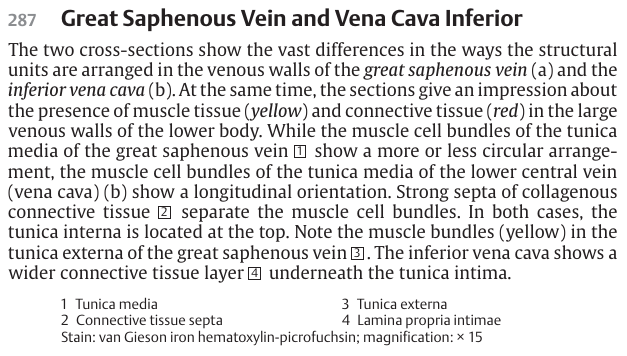 287 Great Saphenous Vein and Vena Cava Inferior
The two cross-sections show the vast differences in the ways the structural
units are arranged in the venous walls of the great saphenous vein (a) and the
inferior vena cava (b). At the same time, the sections give an impression about
the presence of muscle tissue (yellow) and connective tissue (red) in the large
venous walls of the lower body. While the muscle cell bundles of the tunica
media of the great saphenous vein 1 show a more or less circular arrange-
ment, the muscle cell bundles of the tunica media of the lower central vein
(vena cava) (b) show a longitudinal orientation. Strong septa of collagenous
connective tissue 2 separate the muscle cell bundles. In both cases, the
tunica interna is located at the top. Note the muscle bundles (yellow) in the
tunica externa of the great saphenous vein 3. The inferior vena cava shows a
wider connective tissue layer 4 underneath the tunica intima.
1 Tunica media 3 Tunica externa
2 Connective tissue septa 4 Lamina propria intimae
Stain: van Gieson iron hematoxylin-picrofuchsin; magnification: × 15